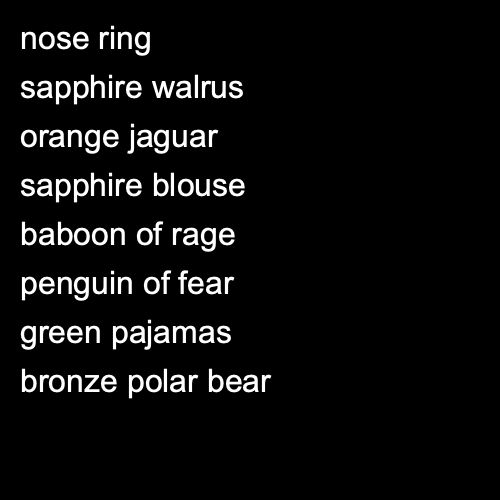 nose ring
sapphire walrus
orange jaguar
sapphire blouse
baboon of rage
penguin of fear
green pajamas
bronze polar bear